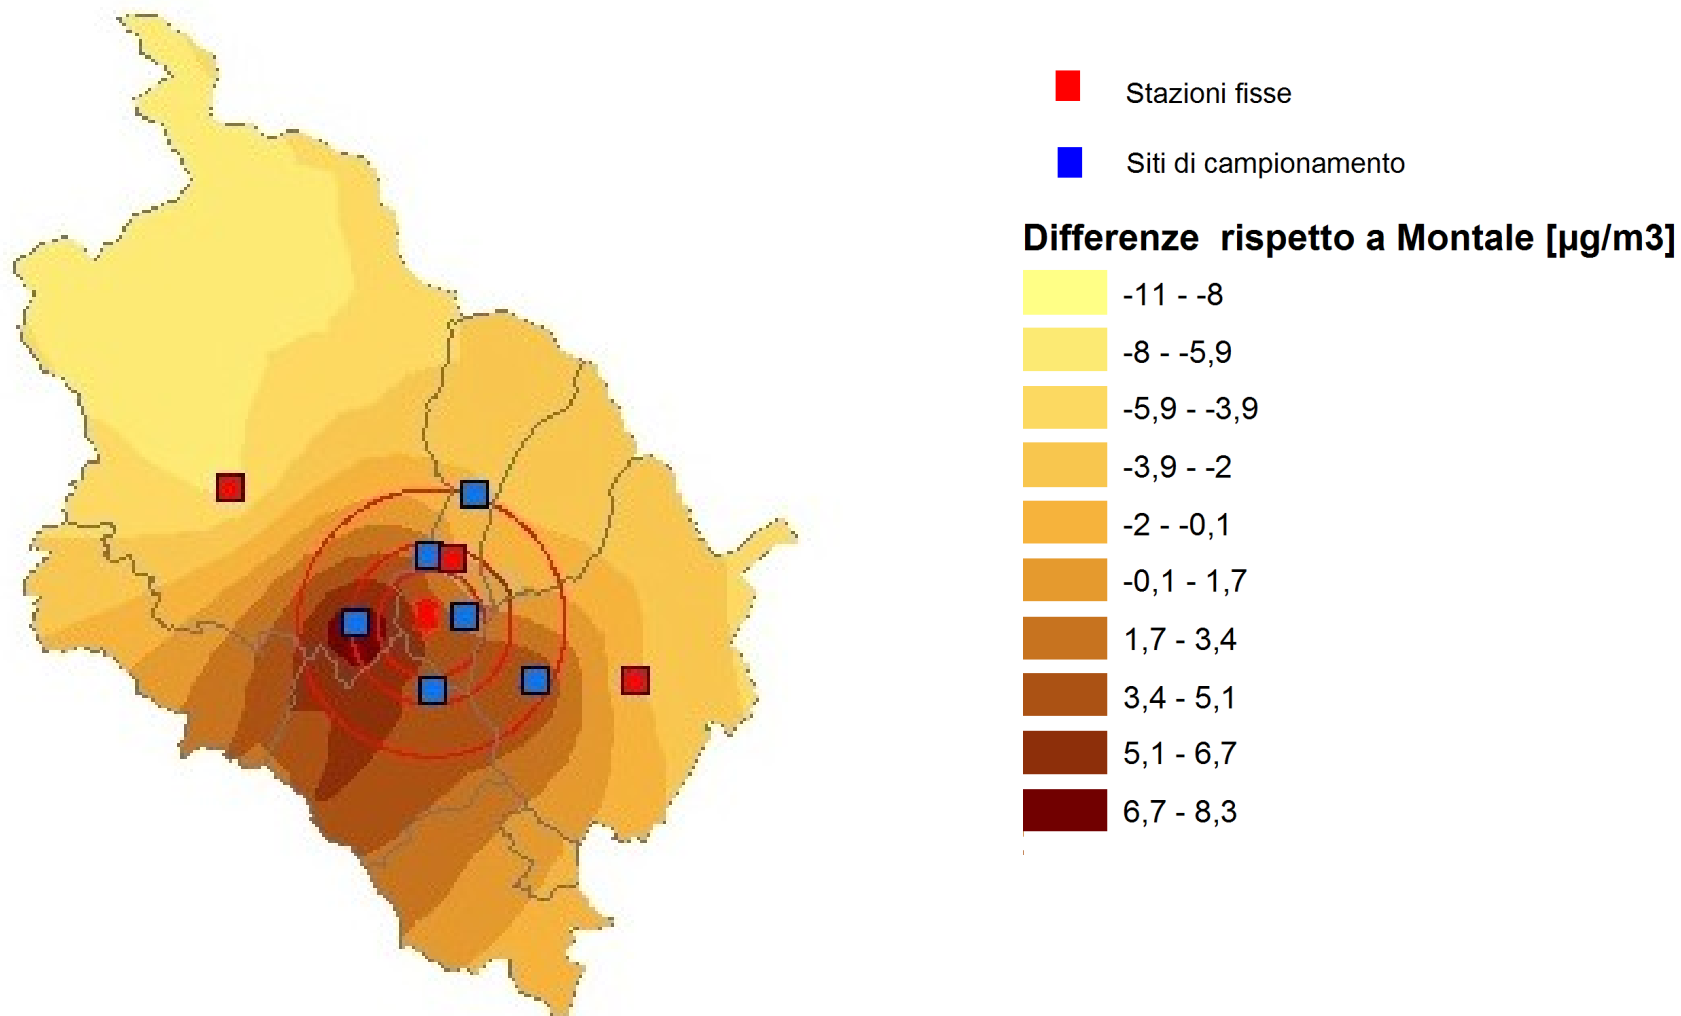 Stazioni fisse
Siti di campionamento
Differenze rispetto a Montale [µg/m3]
-11 - -8
-8 - -5,9
-5,9 - -3,9
-3,9 - -2
-2 - -0,1
-0,1 - 1,7
1,7 - 3,4
3,4 - 5,1
5,1 - 6,7
6,7 - 8,3